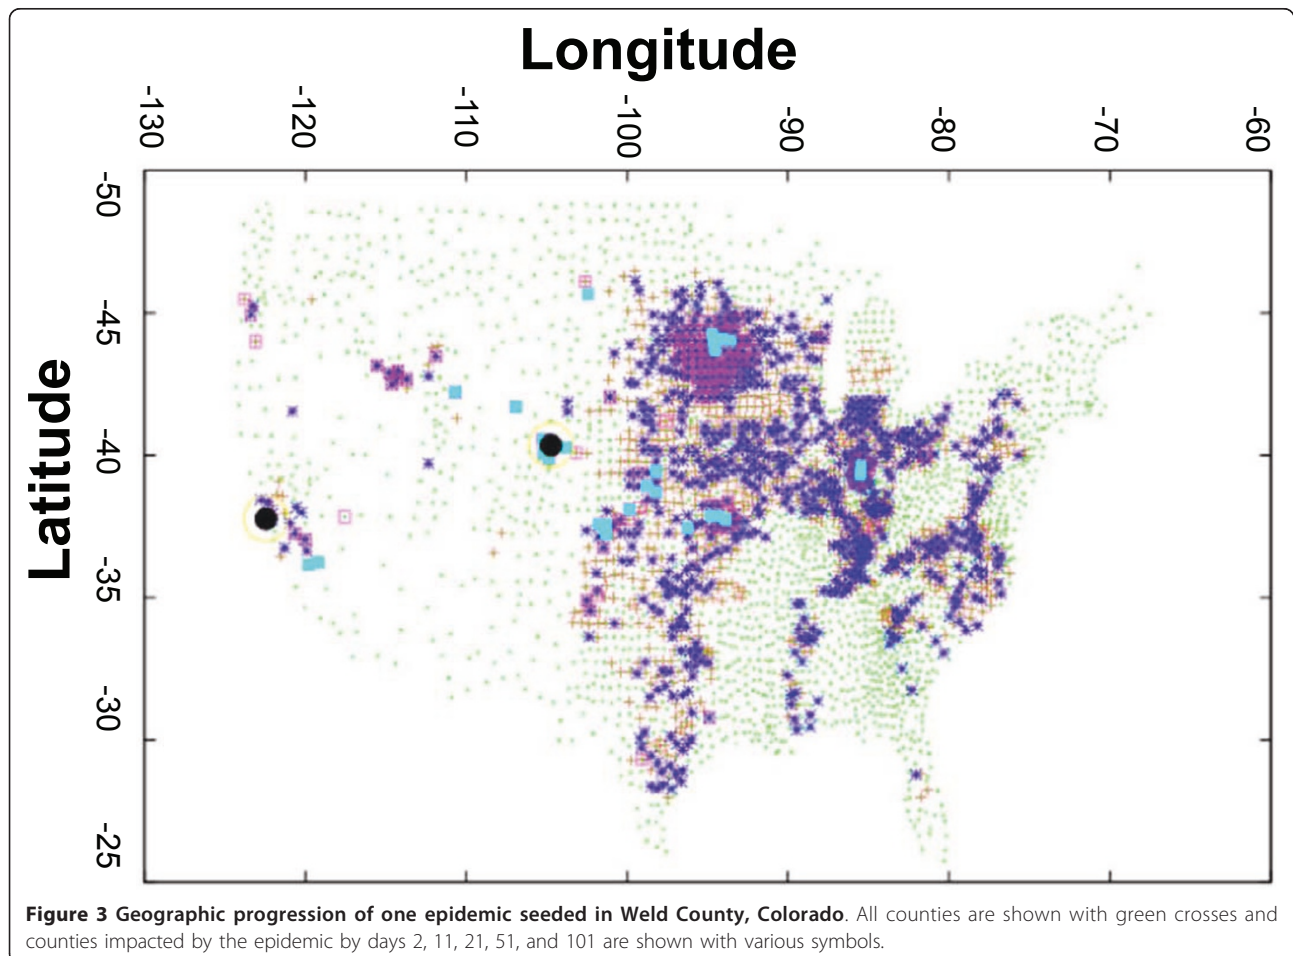 Longitude
-130 -120 -110 -100 -90 -80 -70 -60
Latitude
-50
-45
-40
-35
-30
-25
Figure 3 Geographic progression of one epidemic seeded in Weld County, Colorado. All counties are shown with green crosses and
counties impacted by the epidemic by days 2, 11, 21, 51, and 101 are shown with various symbols.